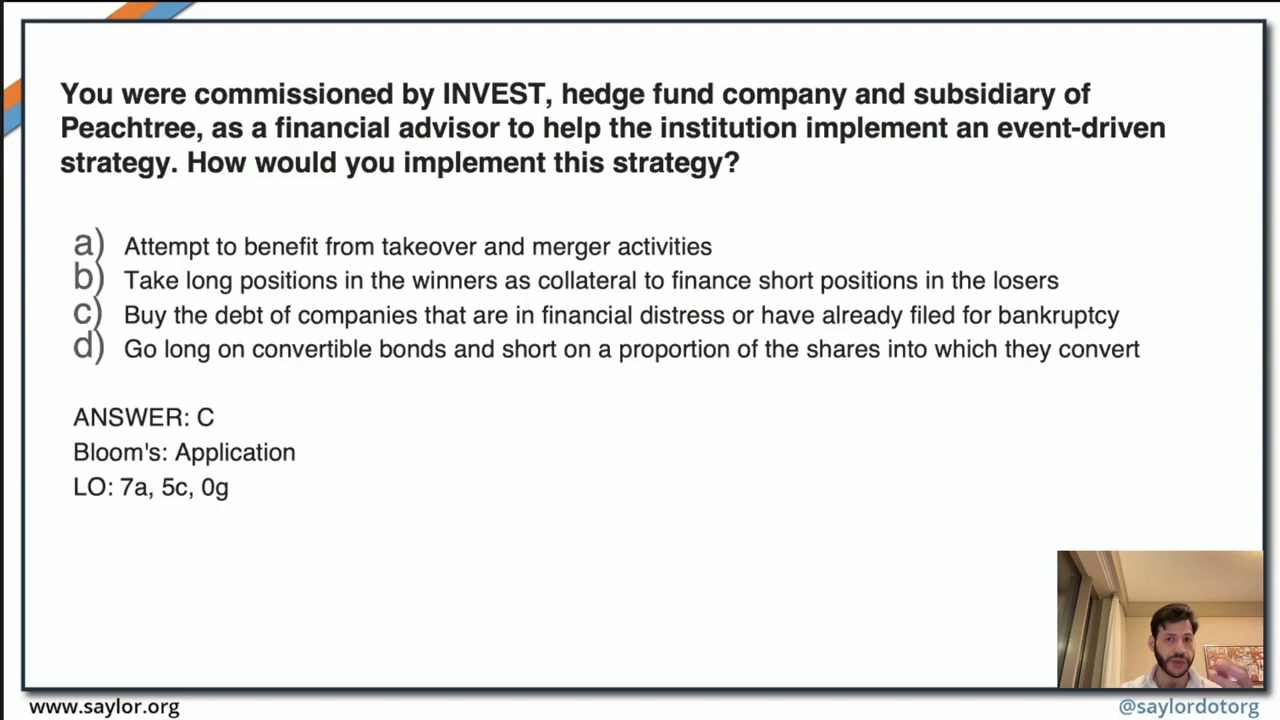 You were commissioned by INVEST, hedge fund company and subsidiary of
Peachtree, as a financial advisor to help the institution implement an event-driven
strategy. How would you implement this strategy?
a) Attempt to benefit from takeover and merger activities
b) Take long positions in the winners as collateral to finance short positions in the losers
c) Buy the debt of companies that are in financial distress or have already filed for bankruptcy
d) Go long on convertible bonds and short on a proportion of the shares into which they convert
ANSWER: C
Bloom's: Application
LO: 7a, 5c, 0g
www.saylor.org
@saylordotorg